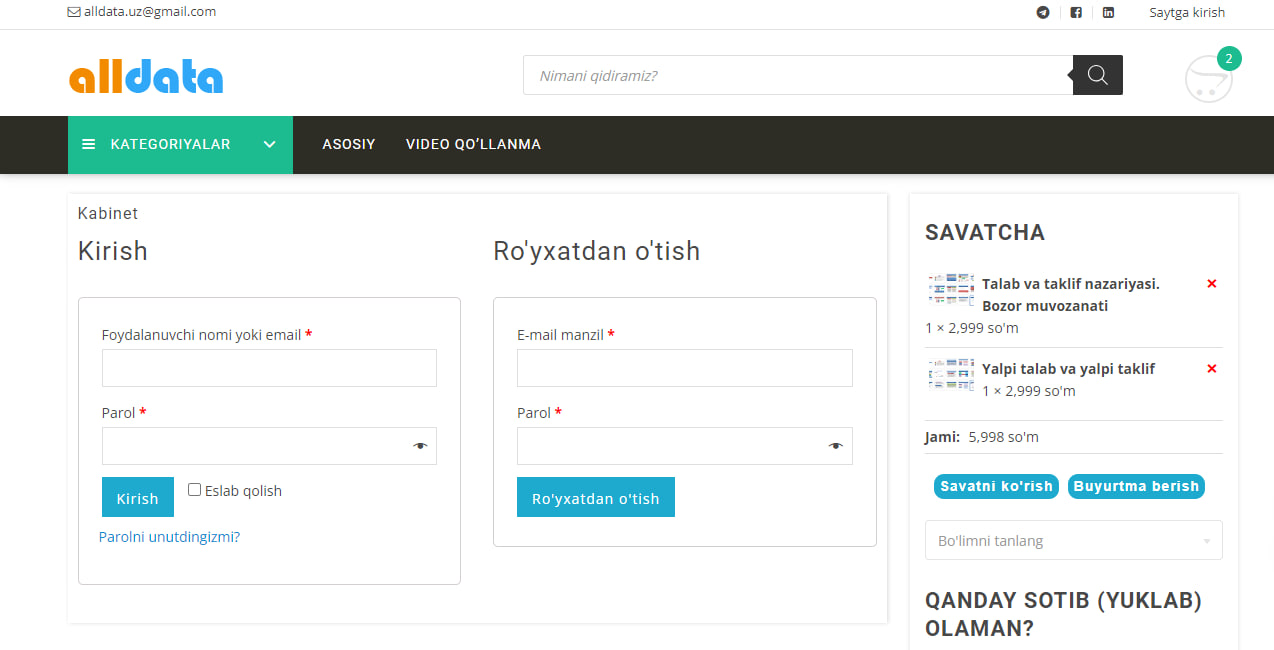 alldata.uz@gmail.com
Saytga kirish
alldata
Nimani qidiramiz?
2
KATEGORIYALAR
ASOSIY
VIDEO QO’LLANMA
Kabinet
Kirish
Foydalanuvchi nomi yoki email *
Parol *
Kirish
Eslab qolish
Parolni unutdingizmi?
Ro'yxatdan o'tish
E-mail manzil *
Parol *
Ro'yxatdan o'tish
SAVATCHA
Talab va taklif nazariyasi.
Bozor muvozanati
1 × 2,999 so'm
Yalpi talab va yalpi taklif
1 × 2,999 so'm
Jami: 5,998 so'm
Savatni ko'rish
Buyurtma berish
Bo'limni tanlang
QANDAY SOTIB (YUKLAB)
OLAMAN?